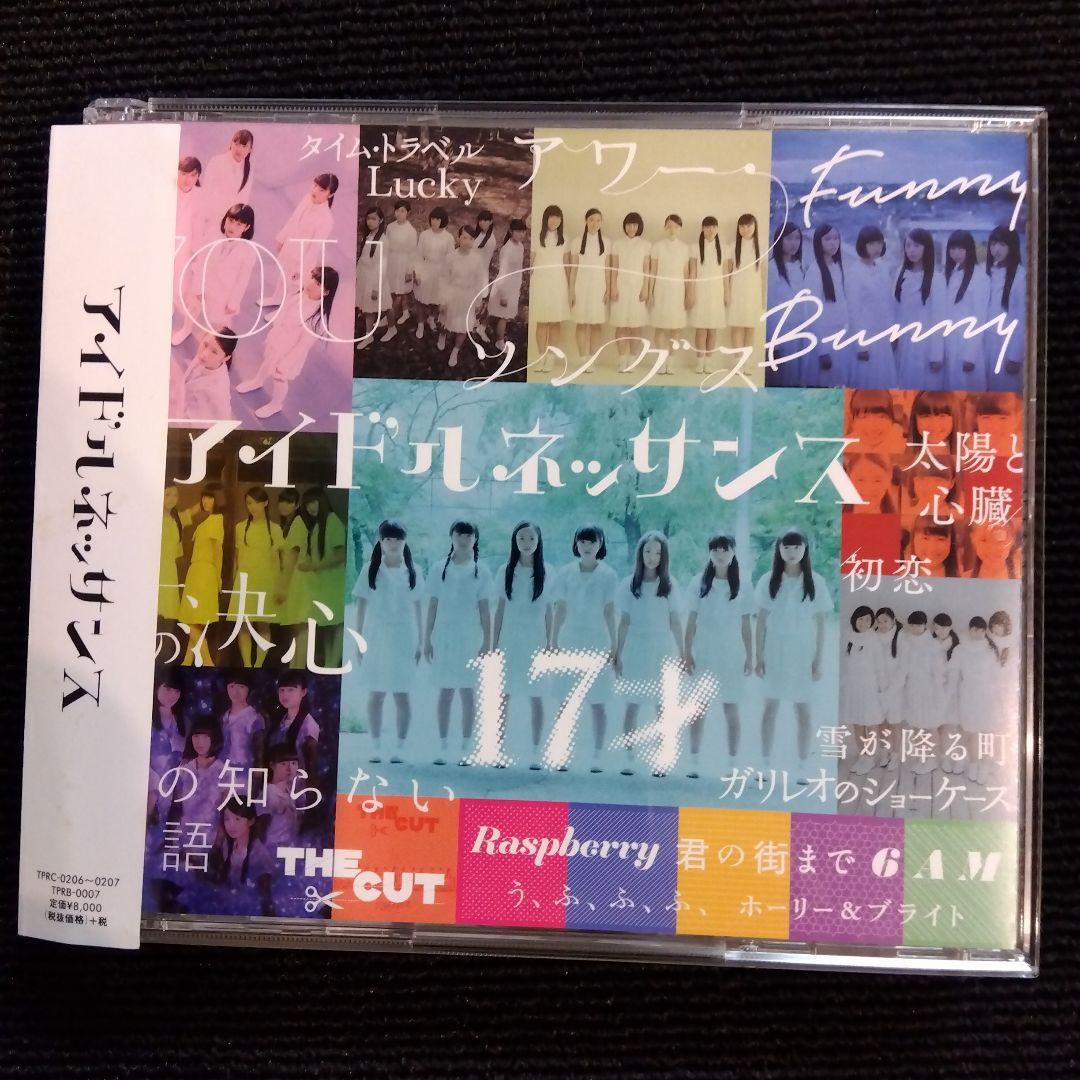 アイドルネッサンス
TPRC-0206〜0207
TPRB-0007
定価¥8,000
(税抜価格)+税
YOU
タイム・トラベル
Lucky
アワー・
ソングス
Funny
Bunny
アイドルネッサンス
太陽と
心臓
初恋
の決心
17才
雪が降る町
ガリレオのショーケース
の知らない
語
THE CUT
THE CUT
Raspberry
君の街まで
6AM
う、ふ、ふ、ふ、
ホーリー&ブライト